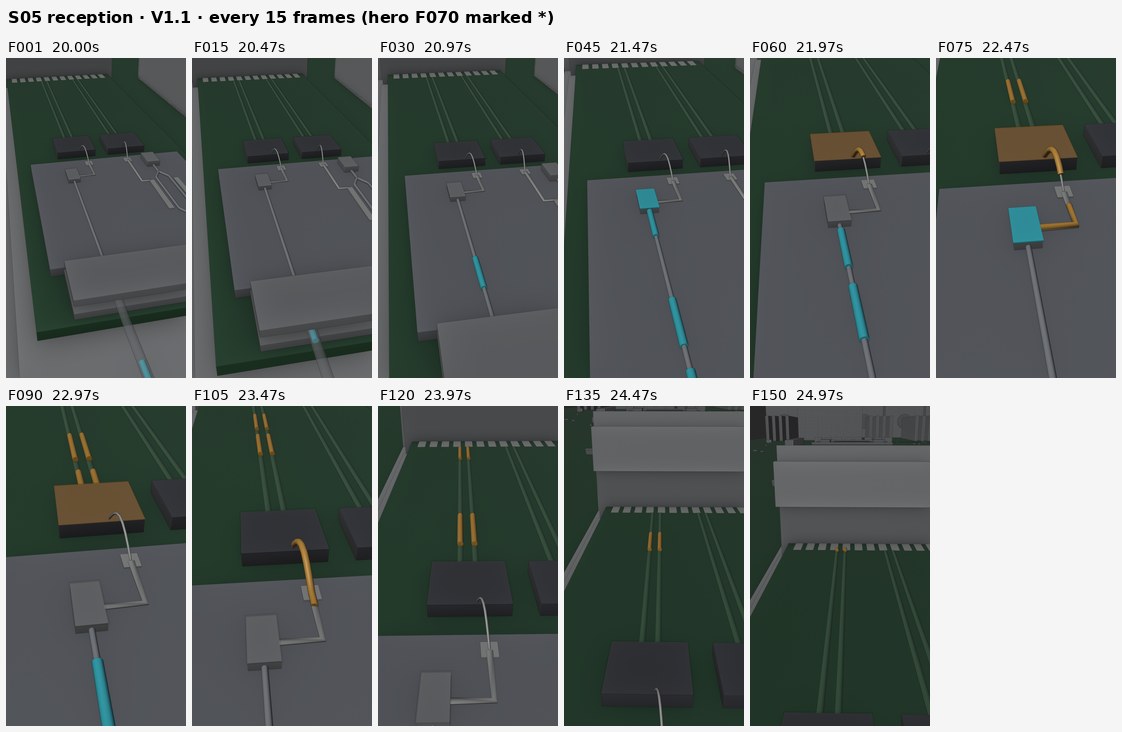 S05 reception · V1.1 · every 15 frames (hero F070 marked *)
F001  20.00s
F015  20.47s
F030  20.97s
F045  21.47s
F060  21.97s
F075  22.47s
F090  22.97s
F105  23.47s
F120  23.97s
F135  24.47s
F150  24.97s